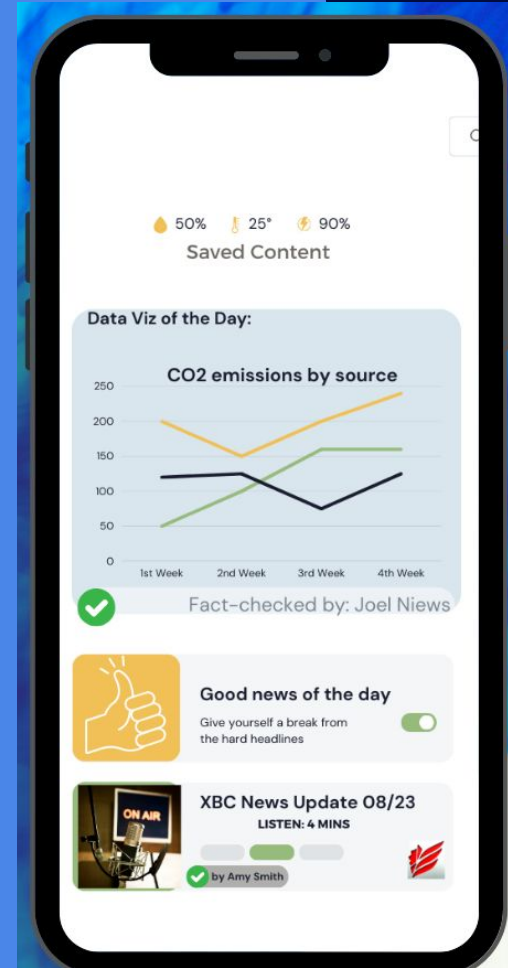 50% 25° 90%
Saved Content
Data Viz of the Day:
CO2 emissions by source
250
200
150
100
50
0
1st Week 2nd Week 3rd Week 4th Week
Fact-checked by: Joel Niews
Good news of the day
Give yourself a break from
the hard headlines
ON AIR
XBC News Update 08/23
LISTEN: 4 MINS
by Amy Smith